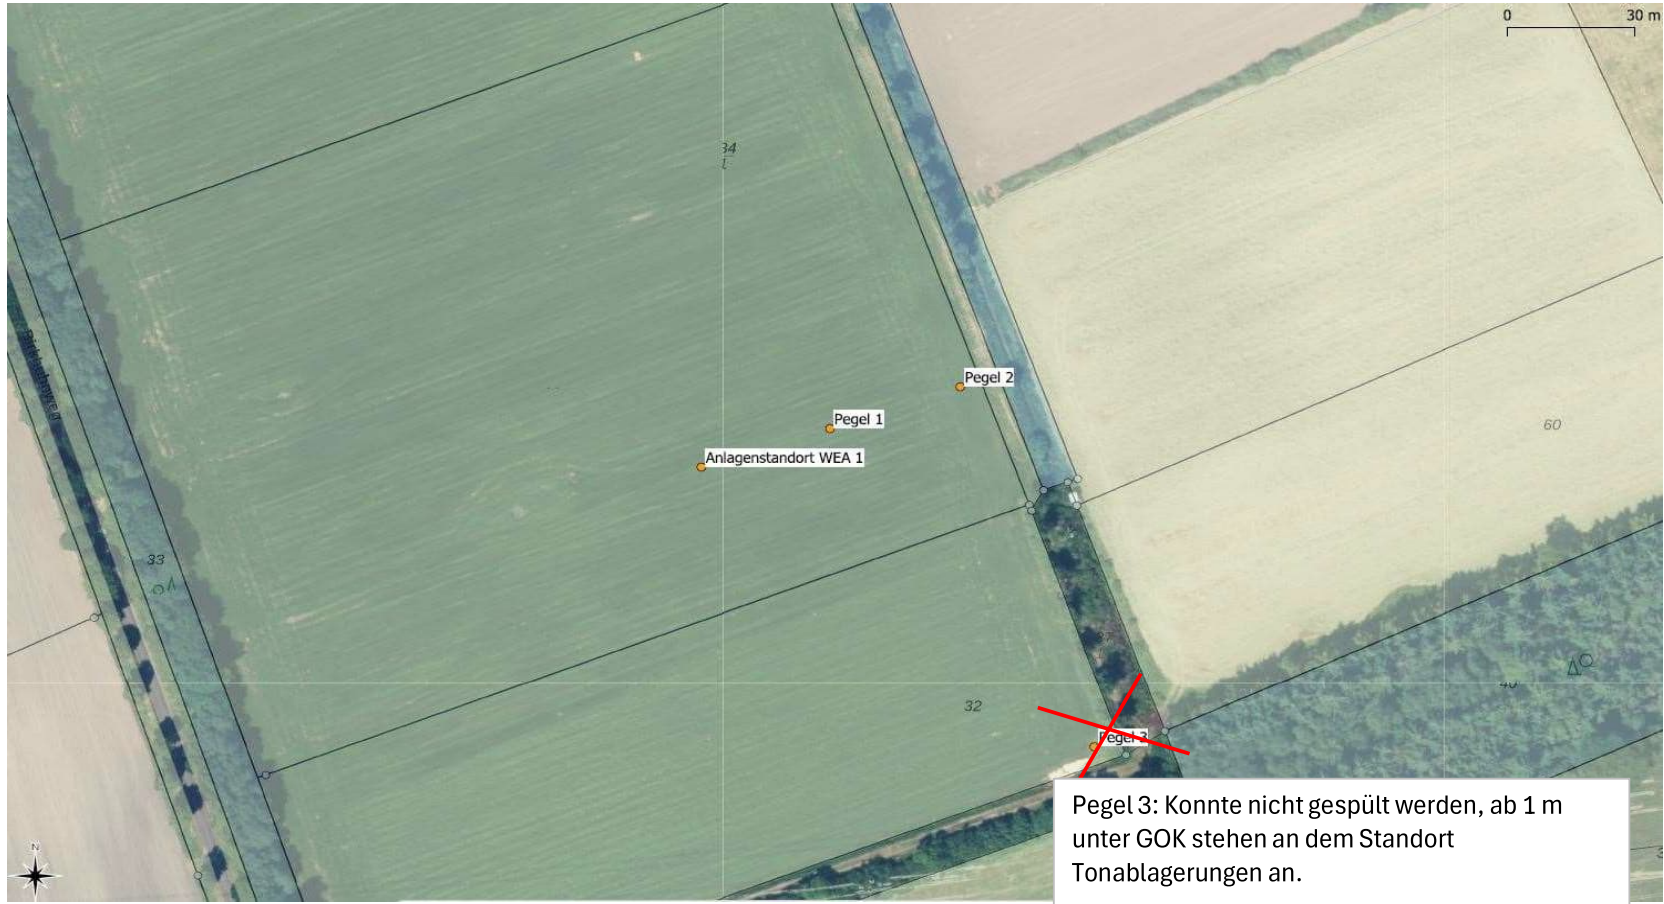 0 30 m
34
Pegel 2
Pegel 1
60
Anlagenstandort WEA 1
33
32
40
Pegel 3
Pegel 3: Konnte nicht gespült werden, ab 1 m
unter GOK stehen an dem Standort
Tonablagerungen an.
N